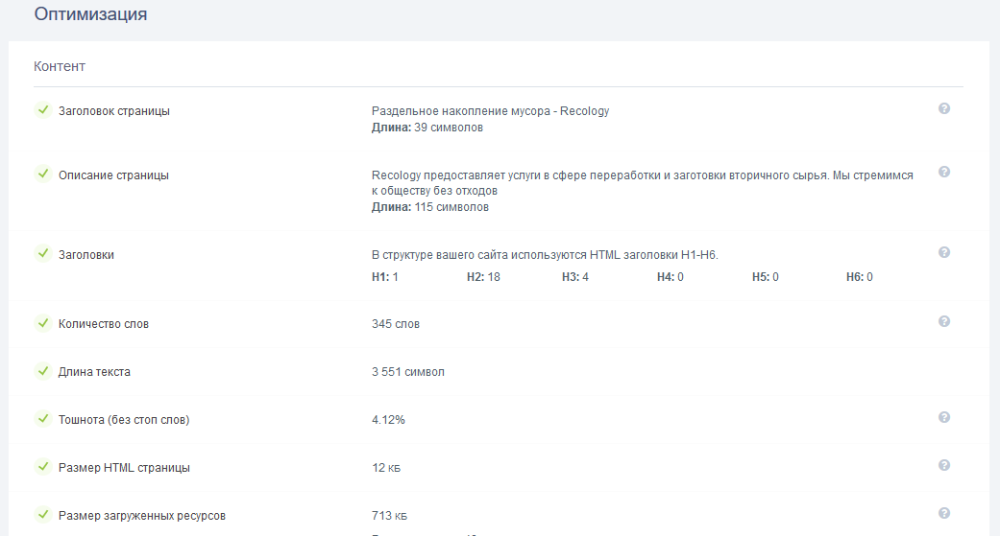 Оптимизация
Контент
Заголовок страницы
Раздельное накопление мусора - Recology
Длина: 39 символов
Описание страницы
Recology предоставляет услуги в сфере переработки и заготовки вторичного сырья. Мы стремимся
к обществу без отходов
Длина: 115 символов
Заголовки
В структуре вашего сайта используются HTML заголовки H1-H6.
H1: 1 H2: 18 H3: 4 H4: 0 H5: 0 H6: 0
Количество слов
345 слов
Длина текста
3 551 символ
Тошнота (без стоп слов)
4.12%
Размер HTML страницы
12 КБ
Размер загруженных ресурсов
713 КБ